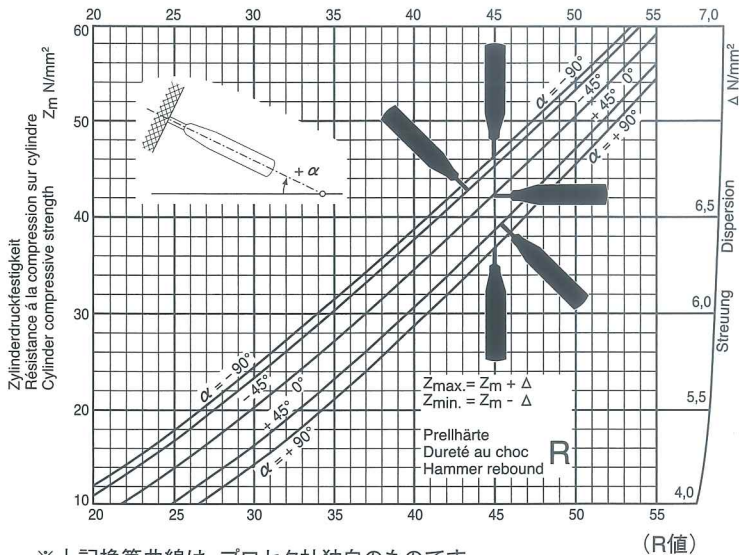 20 25 30 35 40 45 50 55 7,0
60
50
40
30
20
10
Zylinderdruckfestigkeit
Résistance á la compression sur cylindre
Cylinder compressive strength
Zm N/mm²
+ α
α = – 90°
– 45°
0°
+ 45°
α = + 90°
α = – 90°
– 45°
0°
+ 45°
α = + 90°
Δ N/mm²
Dispersion
Streuung
6,5
6,0
5,5
4,0
Zmax. = Zm + Δ
Zmin. = Zm - Δ
Prellhärte
Dureté au choc
Hammer rebound
R
20 25 30 35 40 45 50 55
(R値)